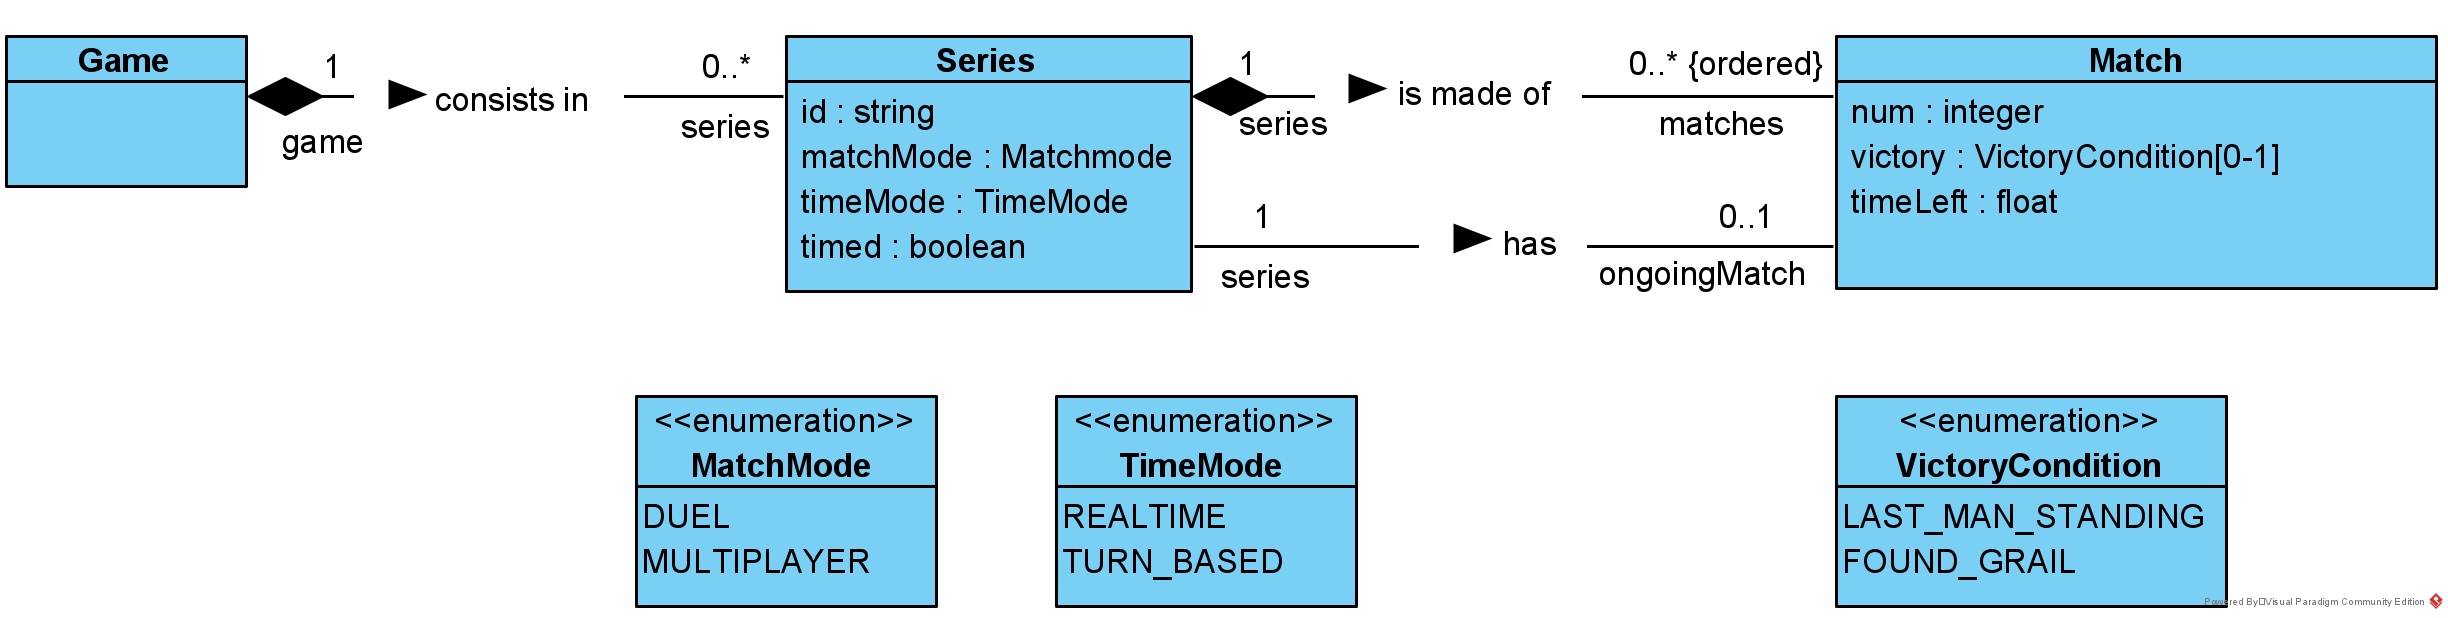 Game
1
consists in
game
0..*
series
Series
id : string
matchMode : Matchmode
timeMode : TimeMode
timed : boolean
1
is made of
series
0..* {ordered}
matches
1
has
series
0..1
ongoingMatch
Match
num : integer
victory : VictoryCondition[0-1]
timeLeft : float
<<enumeration>>
MatchMode
DUEL
MULTIPLAYER
<<enumeration>>
TimeMode
REALTIME
TURN_BASED
<<enumeration>>
VictoryCondition
LAST_MAN_STANDING
FOUND_GRAIL
Powered By□Visual Paradigm Community Edition